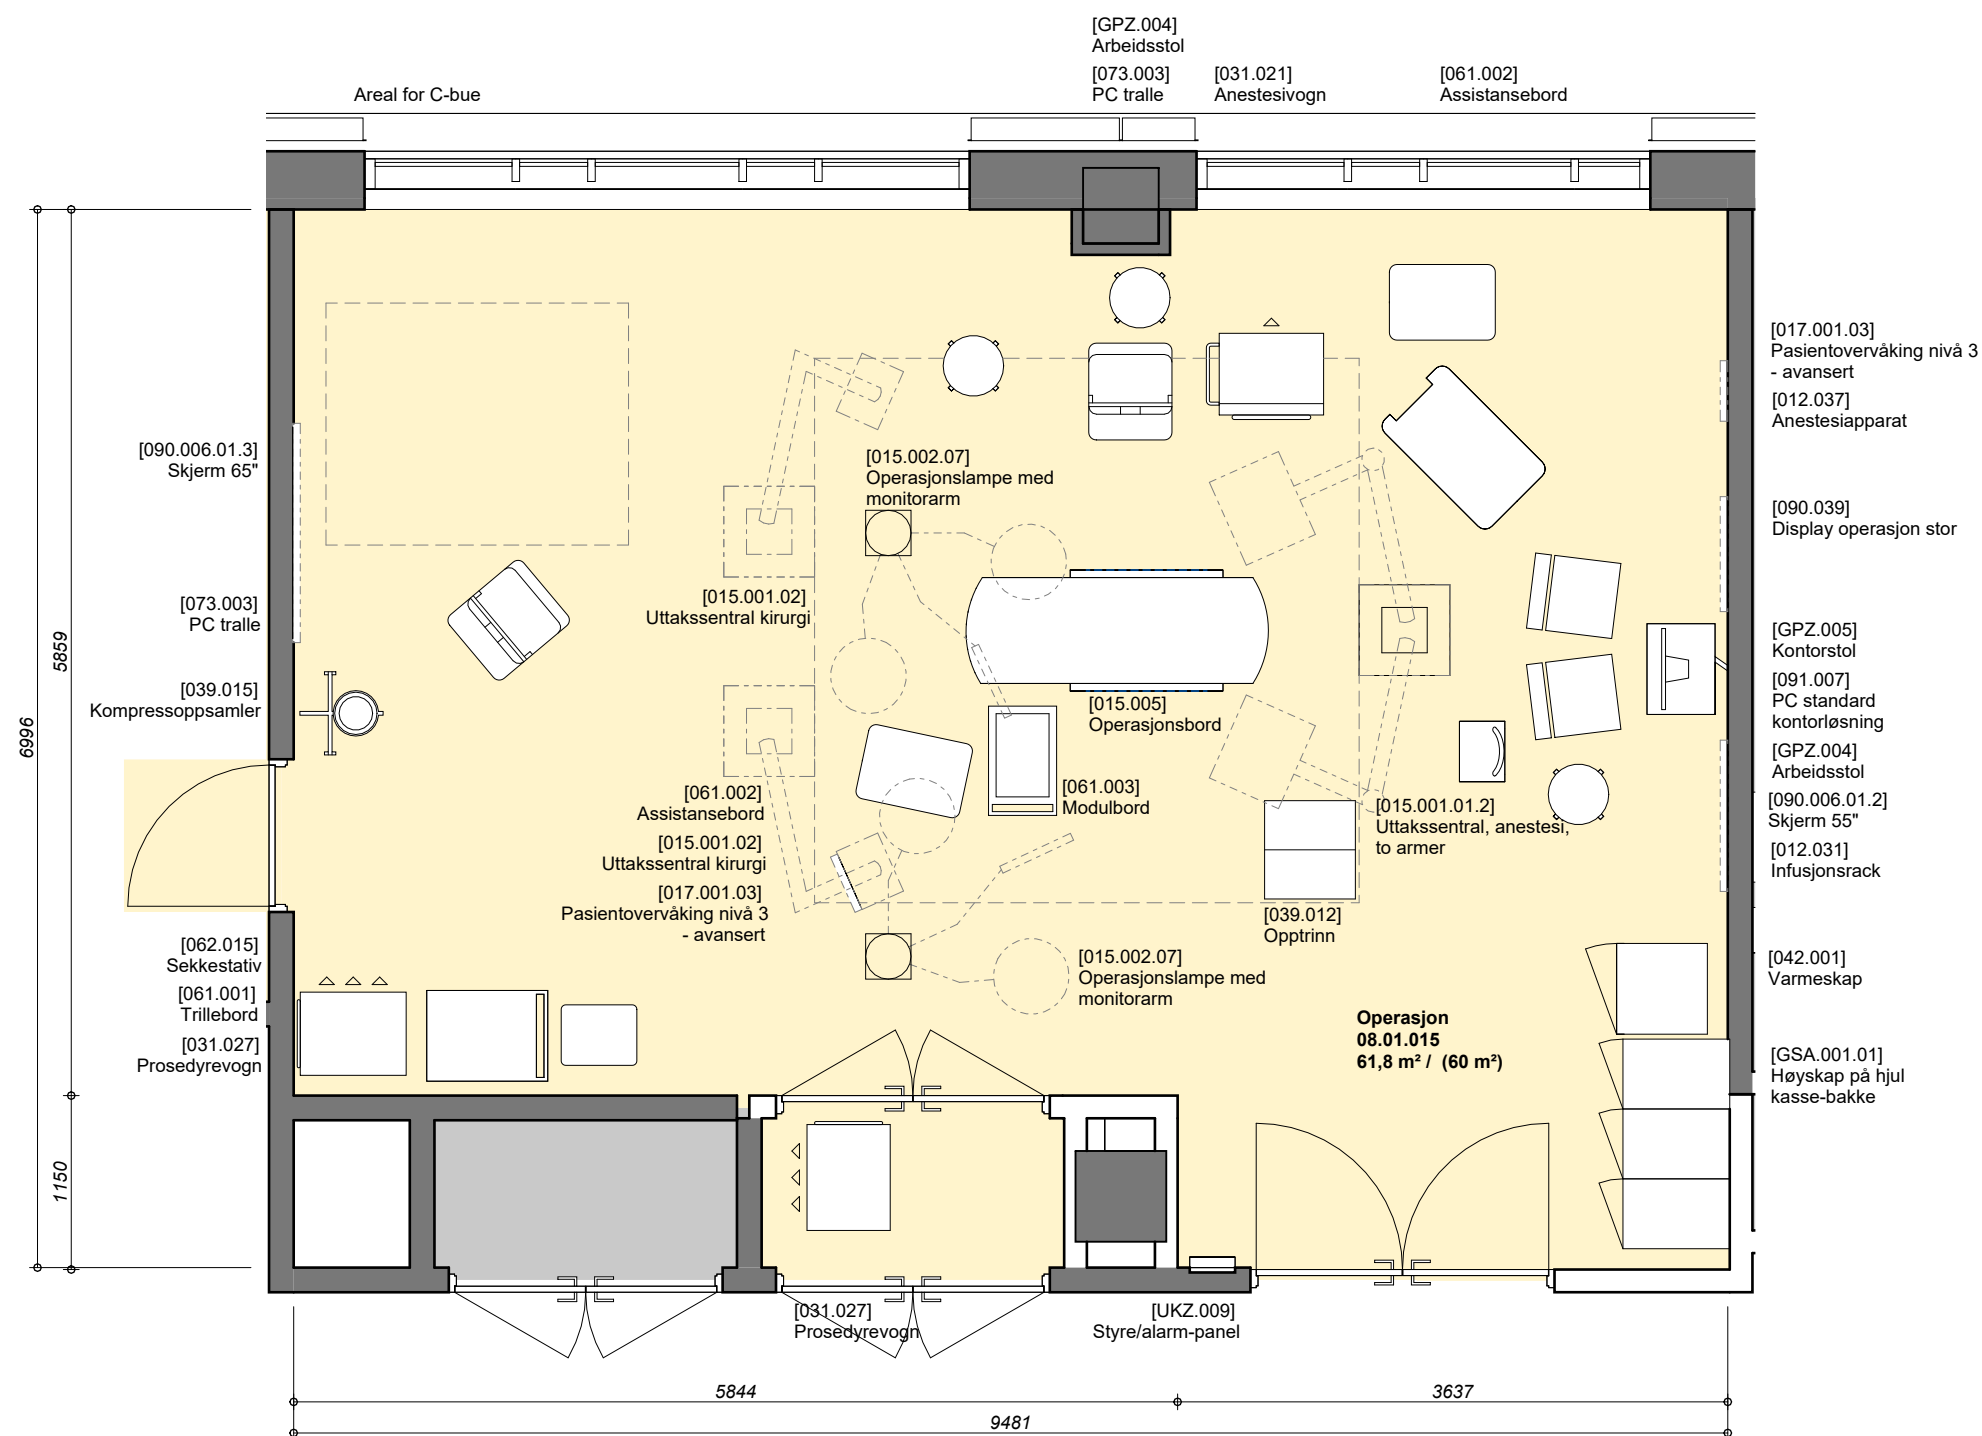 [GPZ.004]
Arbeidsstol
[073.003]
PC tralle
[031.021]
Anestesivogn
[061.002]
Assistansebord
Areal for C-bue
[017.001.03]
Pasientovervåking nivå 3
- avansert
[012.037]
Anestesiapparat
[090.006.01.3]
Skjerm 65"
[015.002.07]
Operasjonslampe med
monitorarm
[090.039]
Display operasjon stor
[073.003]
PC tralle
[015.001.02]
Uttakssentral kirurgi
[GPZ.005]
Kontorstol
[091.007]
PC standard
kontorløsning
[039.015]
Kompressoppsamler
[015.005]
Operasjonsbord
[GPZ.004]
Arbeidsstol
[061.002]
Assistansebord
[061.003]
Modulbord
[015.001.01.2]
Uttakssentral, anestesi,
to armer
[090.006.01.2]
Skjerm 55"
[015.001.02]
Uttakssentral kirurgi
[012.031]
Infusjonsrack
[017.001.03]
Pasientovervåking nivå 3
- avansert
[039.012]
Opptrinn
[062.015]
Sekkestativ
[061.001]
Trillebord
[031.027]
Prosedyrevogn
[015.002.07]
Operasjonslampe med
monitorarm
[042.001]
Varmeskap
Operasjon
08.01.015
61,8 m² / (60 m²)
[GSA.001.01]
Høyskap på hjul
kasse-bakke
[031.027]
Prosedyrevogn
[UKZ.009]
Styre/alarm-panel
5859
6996
1150
5844
3637
9481